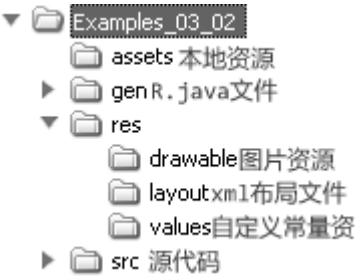 Examples_03_02
assets 本地资源
genR.java文件
res
drawable图片资源
layoutxml布局文件
values自定义常量资
src 源代码